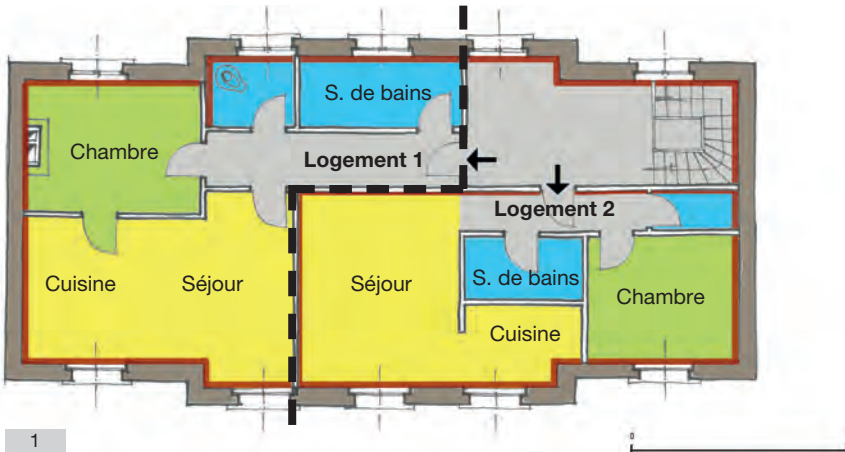 S. de bains
Chambre
Logement 1
Logement 2
Cuisine
Séjour
Séjour
S. de bains
Chambre
Cuisine
1
0